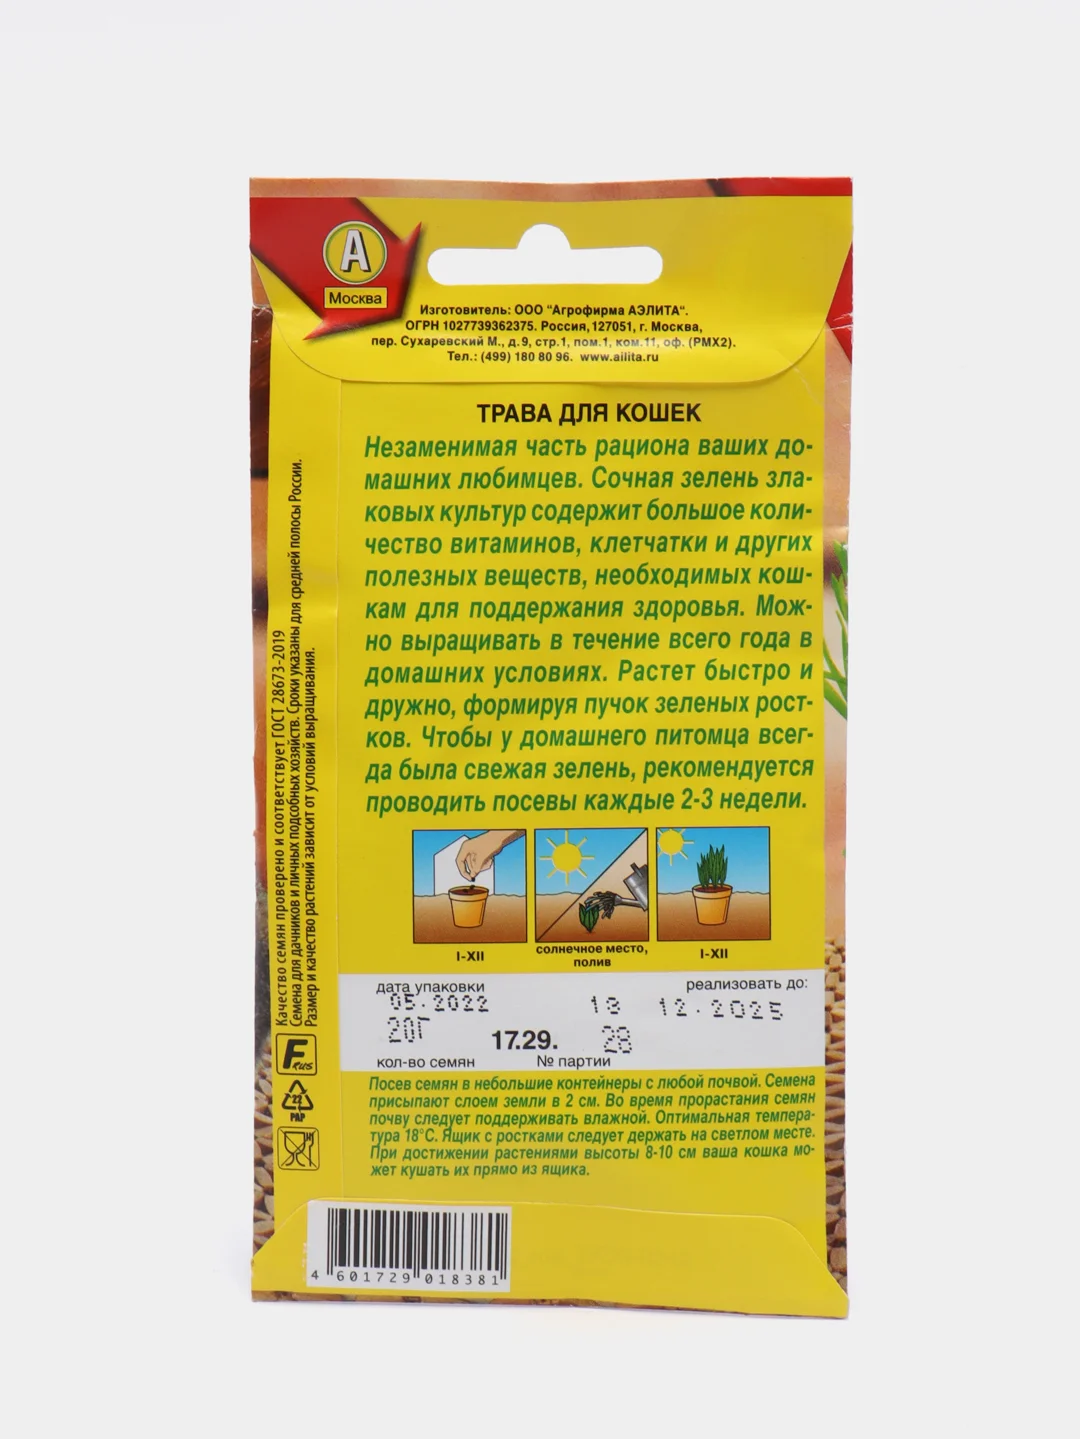 А
Москва
Изготовитель: ООО "Агрофирма АЭЛИТА".
ОГРН 1027739362375. Россия,127051, г. Москва,
пер. Сухаревский М., д.9, стр.1, пом.1, ком.11, оф. (РМХ2).
Тел.: (499) 180 80 96. www.ailita.ru
ТРАВА ДЛЯ КОШЕК
Незаменимая часть рациона ваших до-
машних любимцев. Сочная зелень зла-
ковых культур содержит большое коли-
чество витаминов, клетчатки и других
полезных веществ, необходимых кош-
кам для поддержания здоровья. Мож-
но выращивать в течение всего года в
домашних условиях. Растет быстро и
дружно, формируя пучок зеленых рост-
ков. Чтобы у домашнего питомца всег-
да была свежая зелень, рекомендуется
проводить посевы каждые 2-3 недели.
I-XII
солнечное место,
полив
I-XII
дата упаковки
реализовать до:
05.2022
18
12.2025
20Г
17.29.
28
кол-во семян
№ партии
Посев семян в небольшие контейнеры с любой почвой. Семена
присыпают слоем земли в 2 см. Во время прорастания семян
почву следует поддерживать влажной. Оптимальная темпера-
тура 18°С. Ящик с ростками следует держать на светлом месте.
При достижении растениями высоты 8-10 см ваша кошка мо-
жет кушать их прямо из ящика.
Качество семян проверено и соответствует ГОСТ 28673-2019
Семена для дачников и личных подсобных хозяйств. Сроки указаны для средней полосы России.
Размер и качество растений зависит от условий выращивания.
F RUS
22
PAP
4 601729 018381